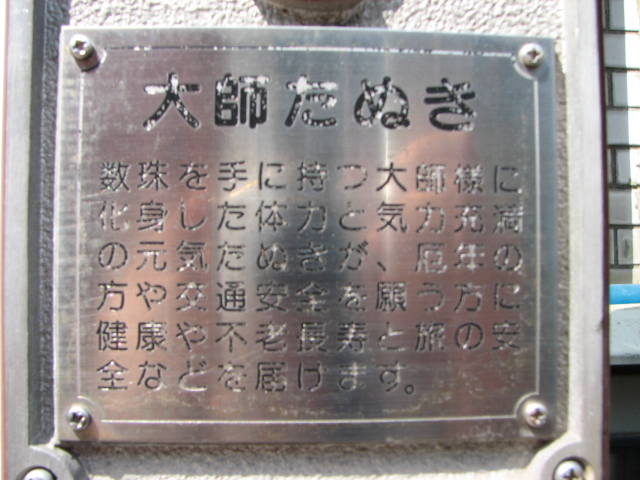 大師たぬき
数珠を手に持つ大師様に
化身した体力と気力充満
の元気だぬきが、厄年の
方や交通安全を願う方に
健康や不老長寿と旅の安
全などを届けます。